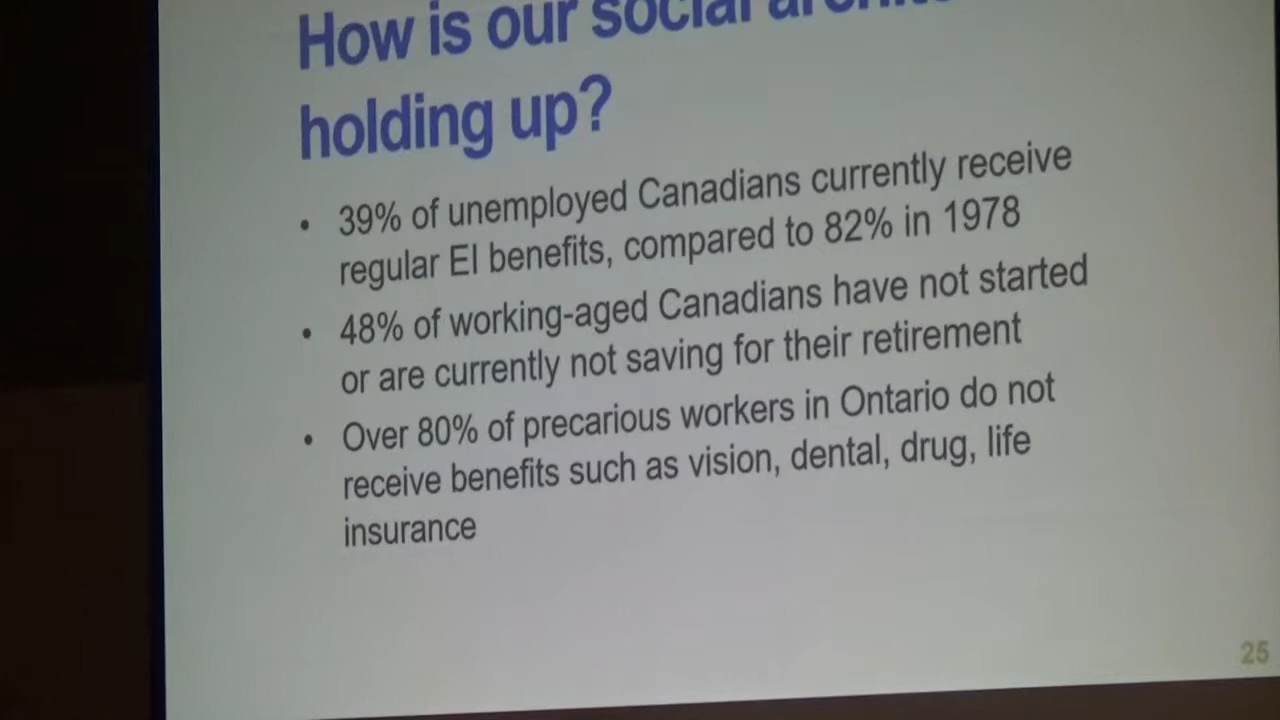 How is our social
holding up?
• 39% of unemployed Canadians currently receive
regular EI benefits, compared to 82% in 1978
• 48% of working-aged Canadians have not started
or are currently not saving for their retirement
• Over 80% of precarious workers in Ontario do not
receive benefits such as vision, dental, drug, life
insurance
25